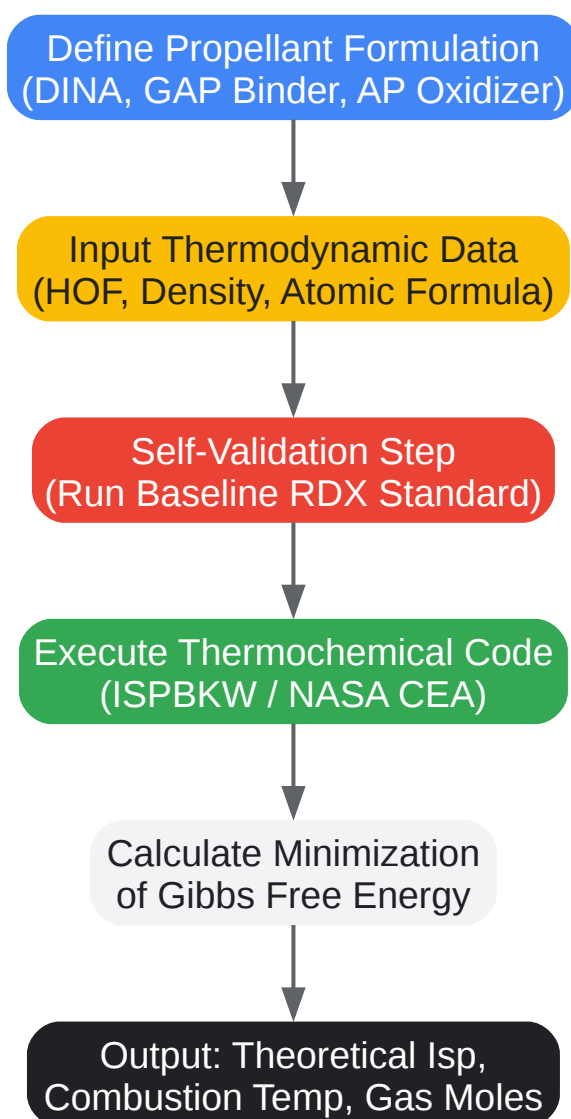 Define Propellant Formulation
(DINA, GAP Binder, AP Oxidizer)
Input Thermodynamic Data
(HOF, Density, Atomic Formula)
Self-Validation Step
(Run Baseline RDX Standard)
Execute Thermochemical Code
(ISPBKW / NASA CEA)
Calculate Minimization
of Gibbs Free Energy
Output: Theoretical Isp,
Combustion Temp, Gas Moles